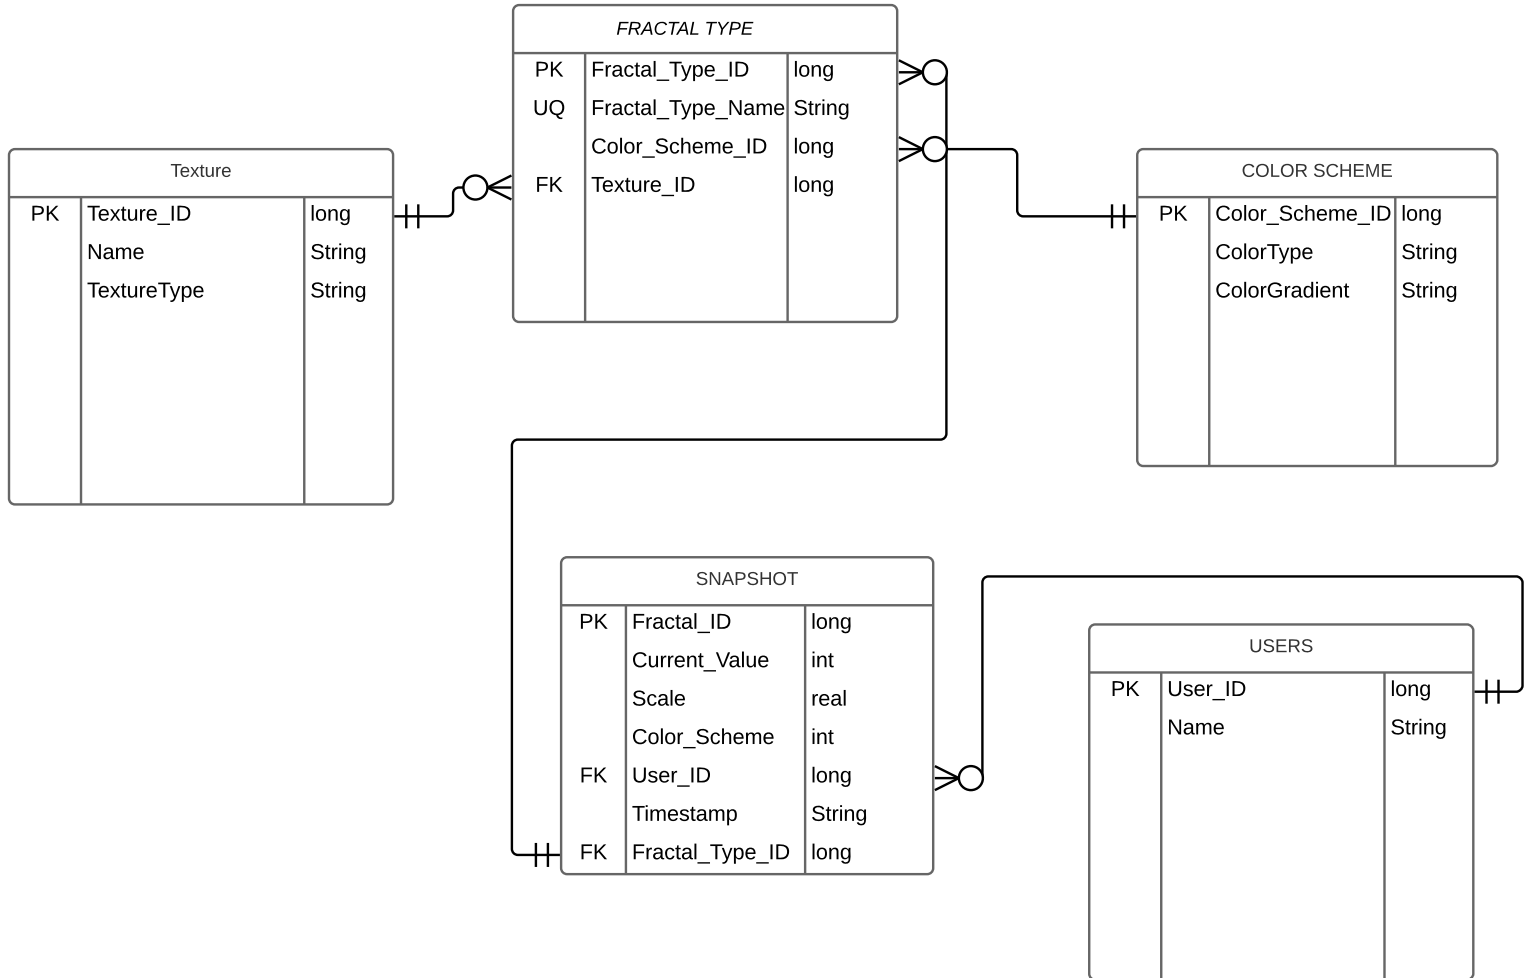 FRACTAL TYPE
PK Fractal_Type_ID long
UQ Fractal_Type_Name String
Color_Scheme_ID long
FK Texture_ID long
Texture
PK Texture_ID long
Name String
TextureType String
COLOR SCHEME
PK Color_Scheme_ID long
ColorType String
ColorGradient String
SNAPSHOT
PK Fractal_ID long
Current_Value int
Scale real
Color_Scheme int
FK User_ID long
Timestamp String
FK Fractal_Type_ID long
USERS
PK User_ID long
Name String